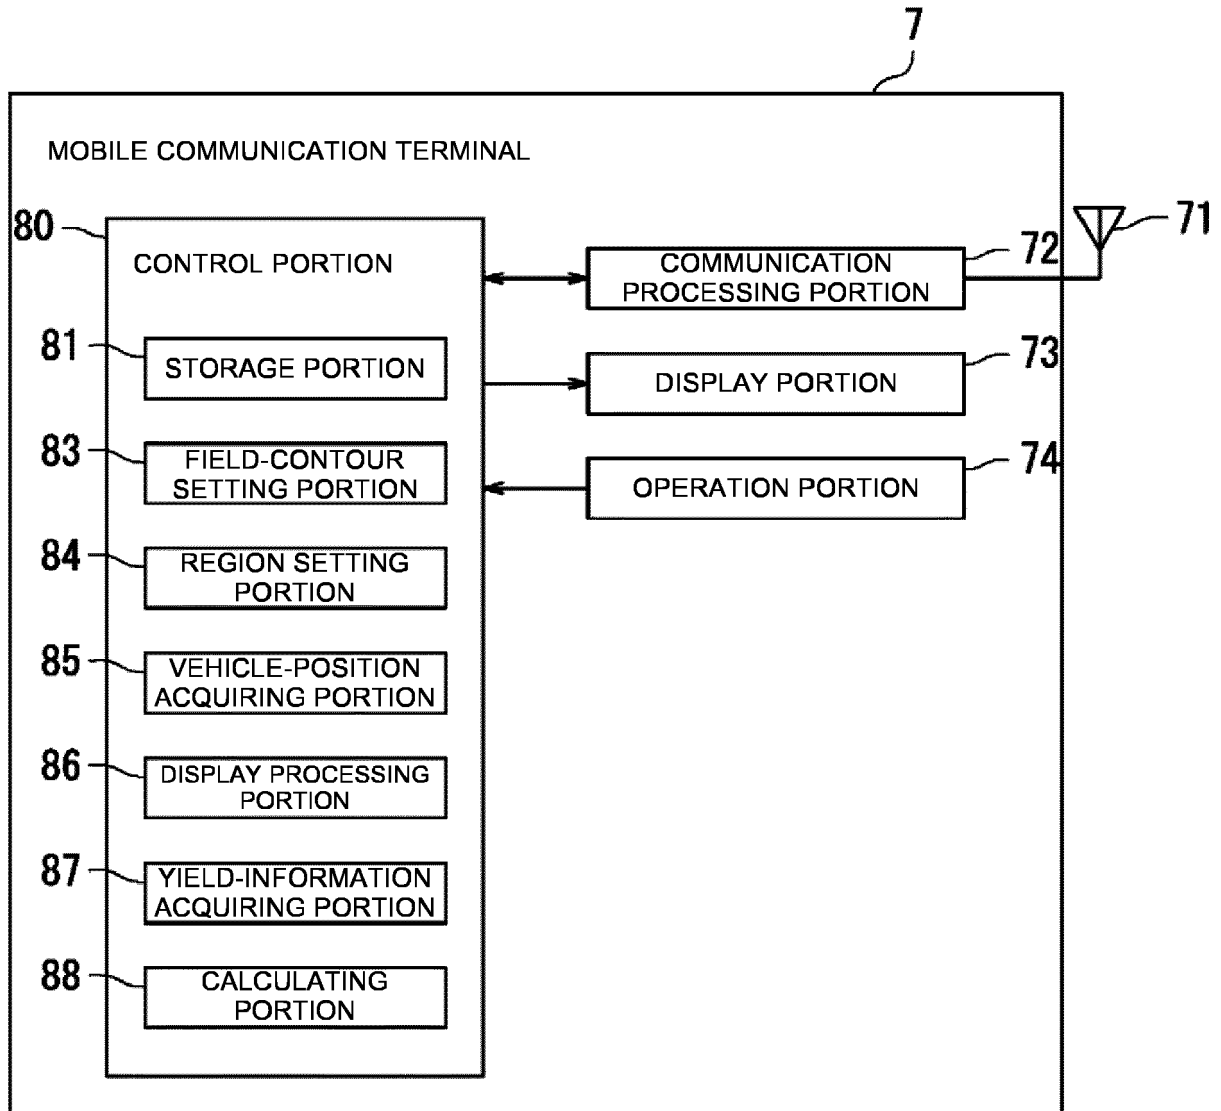 7
MOBILE COMMUNICATION TERMINAL
80
CONTROL PORTION
71
72
COMMUNICATION
PROCESSING PORTION
81
STORAGE PORTION
73
DISPLAY PORTION
83
FIELD-CONTOUR
SETTING PORTION
74
OPERATION PORTION
84
REGION SETTING
PORTION
85
VEHICLE-POSITION
ACQUIRING PORTION
86
DISPLAY PROCESSING
PORTION
87
YIELD-INFORMATION
ACQUIRING PORTION
88
CALCULATING
PORTION